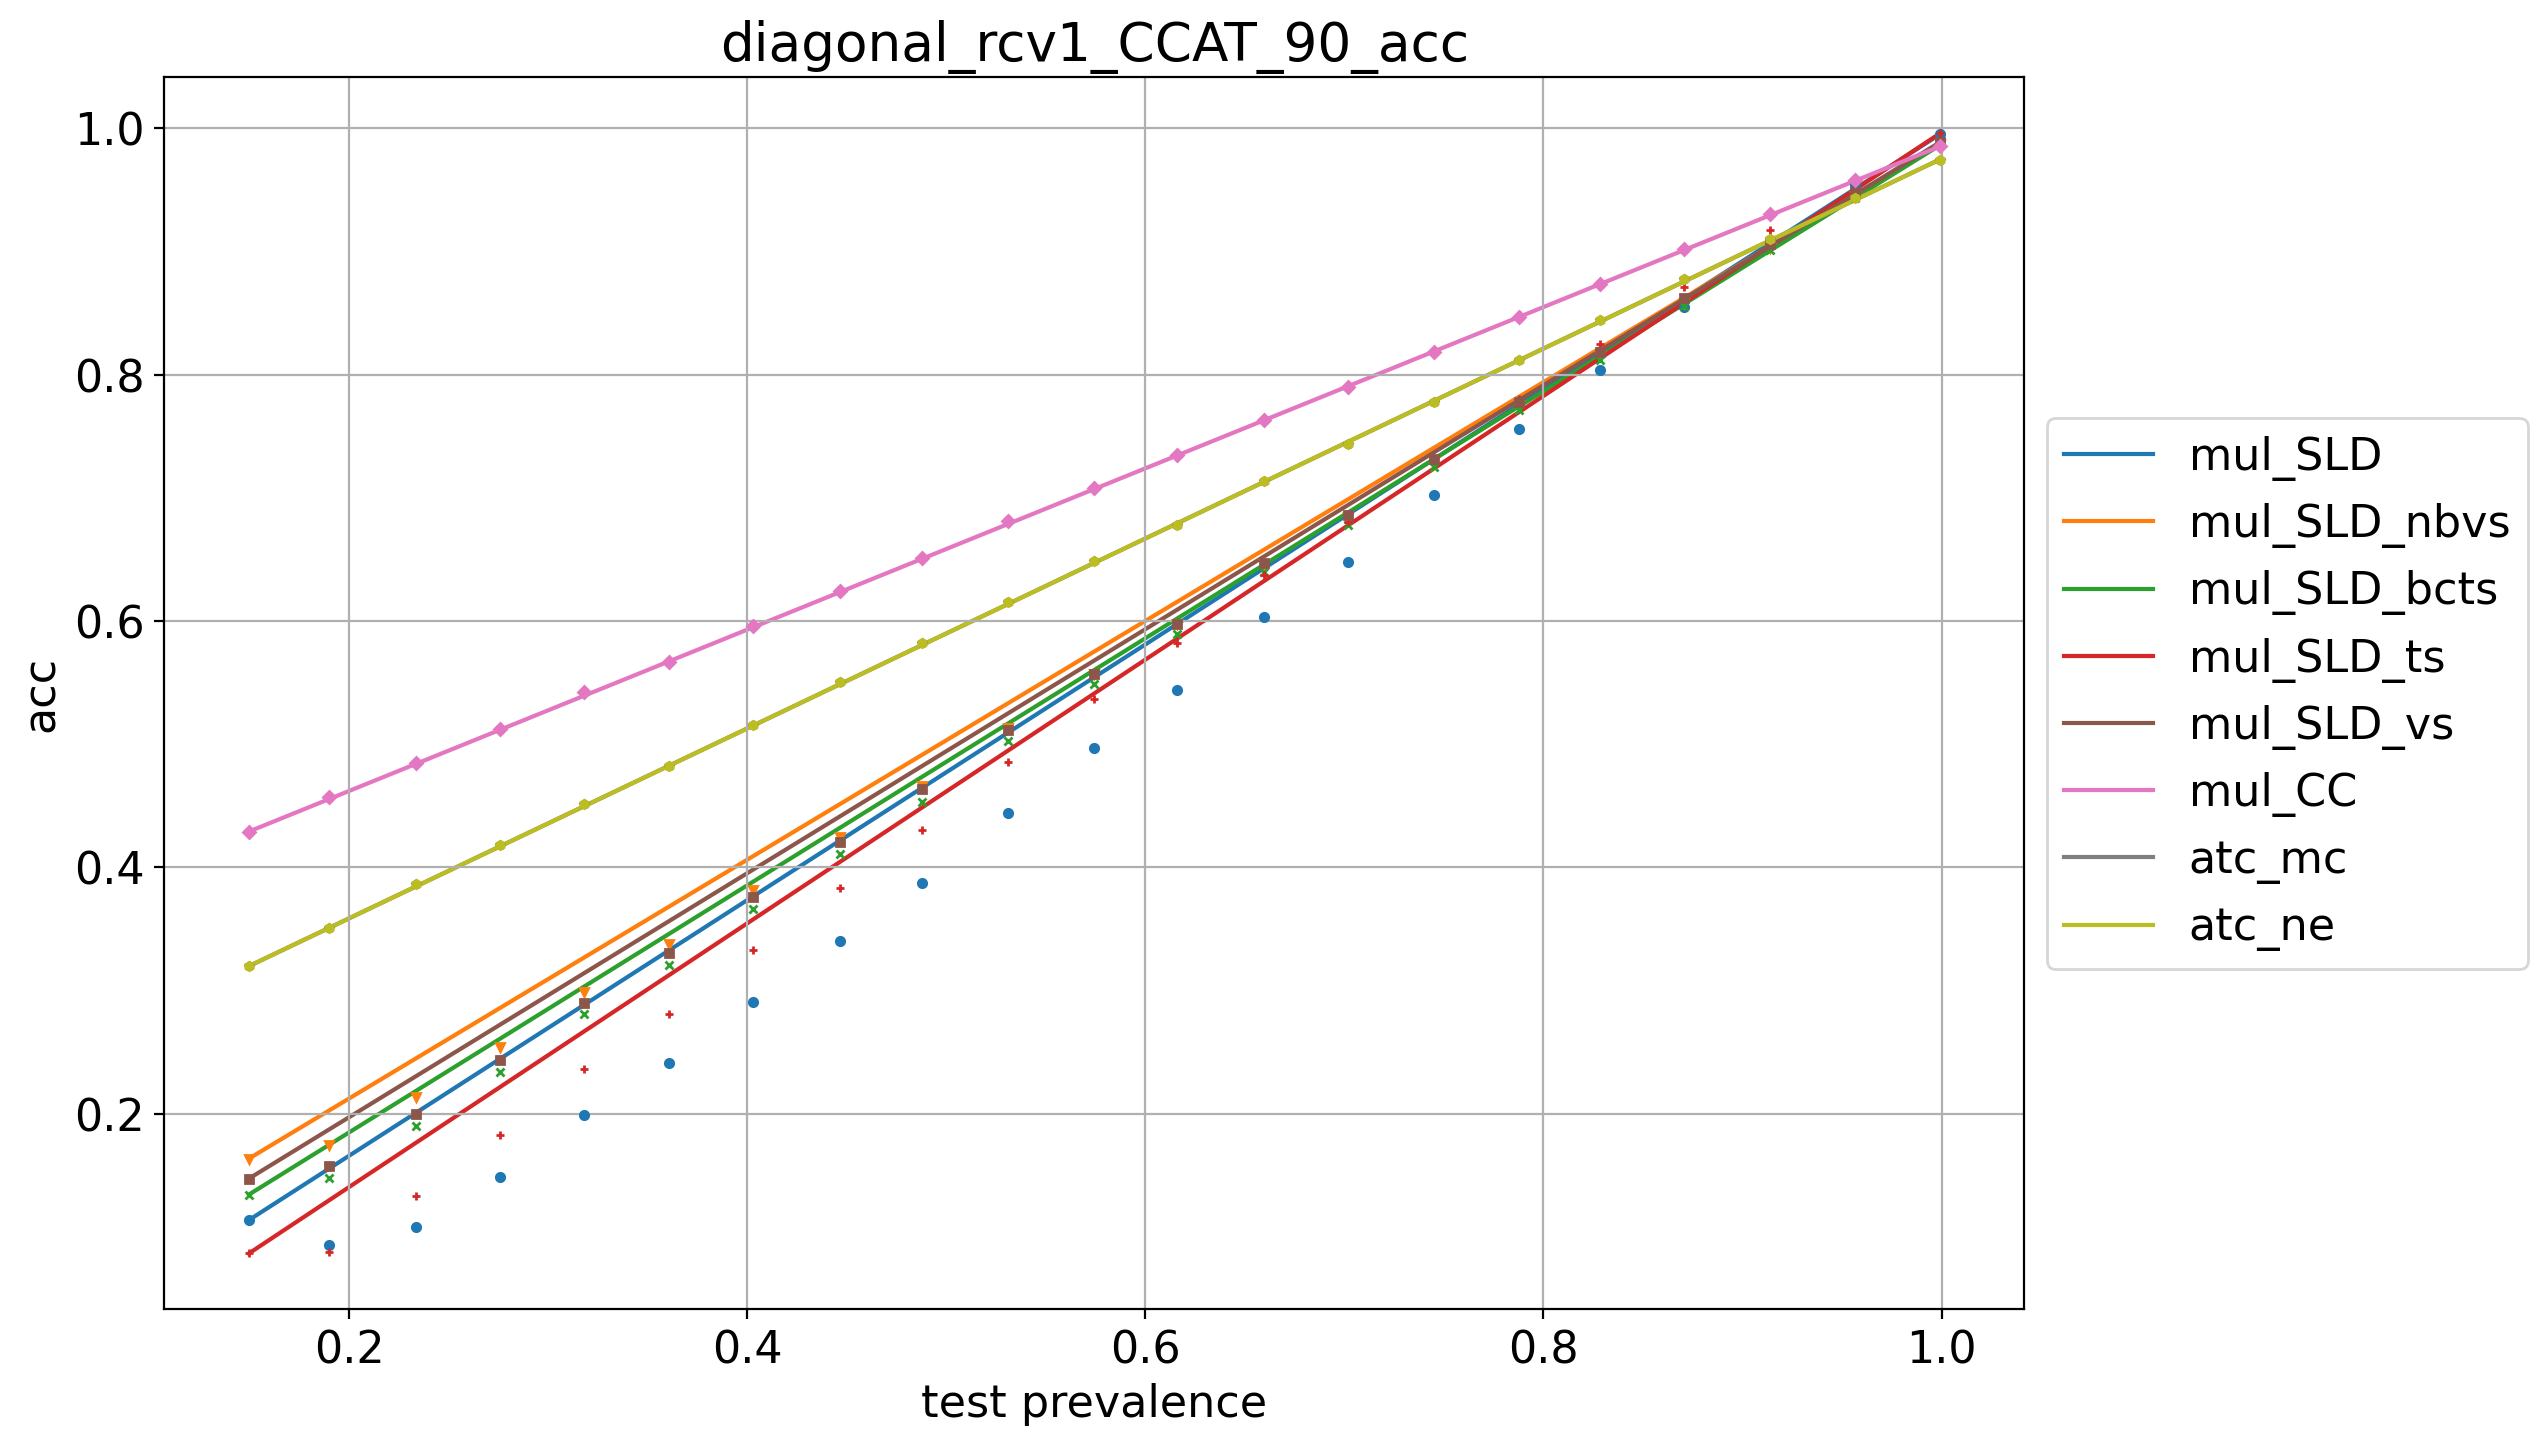 diagonal_rcv1_CCAT_90_acc
1.0
0.8
0.6
0.4
0.2
acc
0.2 0.4 0.6 0.8 1.0
test prevalence
mul_SLD
mul_SLD_nbvs
mul_SLD_bcts
mul_SLD_ts
mul_SLD_vs
mul_CC
atc_mc
atc_ne